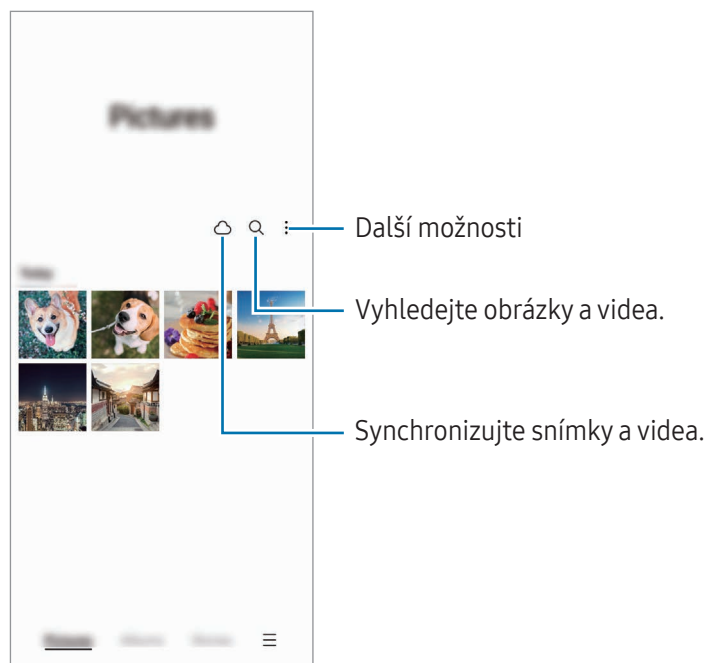 Pictures
Další možnosti
Vyhledejte obrázky a videa.
Synchronizujte snímky a videa.